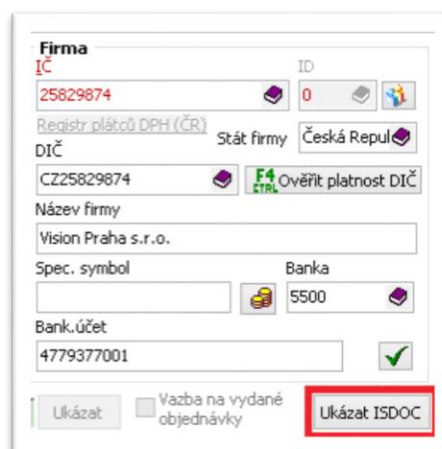 Firma
IČ ID
25829874 0
Registr plátců DPH (ČR)
Stát firmy Česká Repul
DIČ
CZ25829874 F4 CTRL Ověřit platnost DIČ
Název firmy
Vision Praha s.r.o.
Spec. symbol Banka
5500
Bank.účet
4779377001
Ukázat Vazba na vydané objednávky Ukázat ISDOC